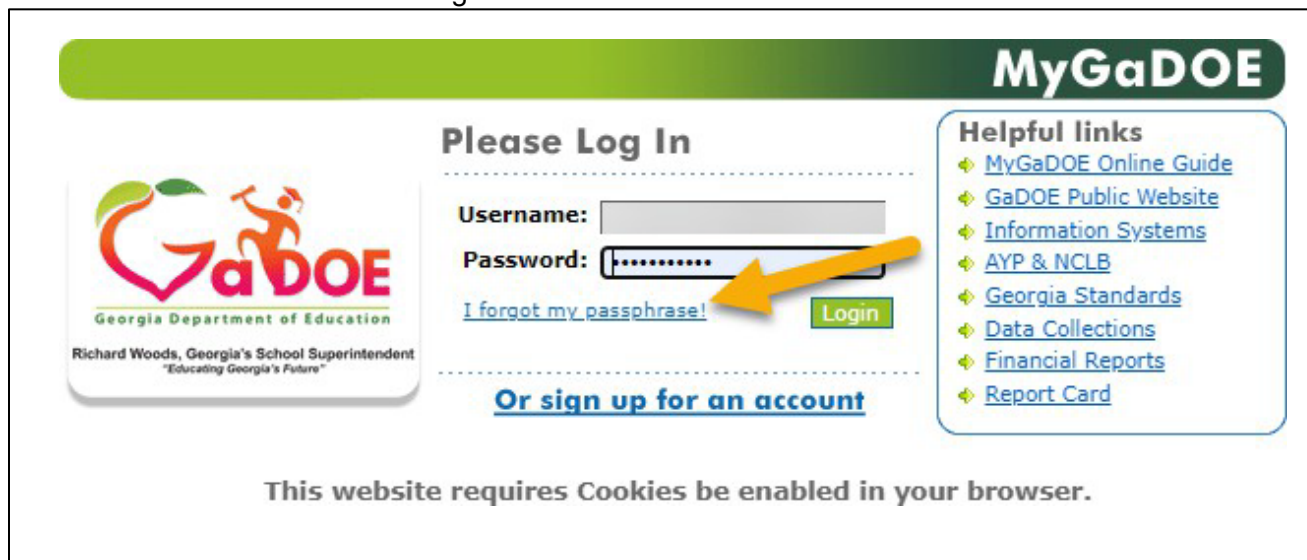 MyGaDOE
GaDOE
Georgia Department of Education
Richard Woods, Georgia's School Superintendent
"Educating Georgia's Future"
Please Log In
Username:
Password: •••••••••••
I forgot my passphrase!
Login
Or sign up for an account
Helpful links
MyGaDOE Online Guide
GaDOE Public Website
Information Systems
AYP & NCLB
Georgia Standards
Data Collections
Financial Reports
Report Card
This website requires Cookies be enabled in your browser.